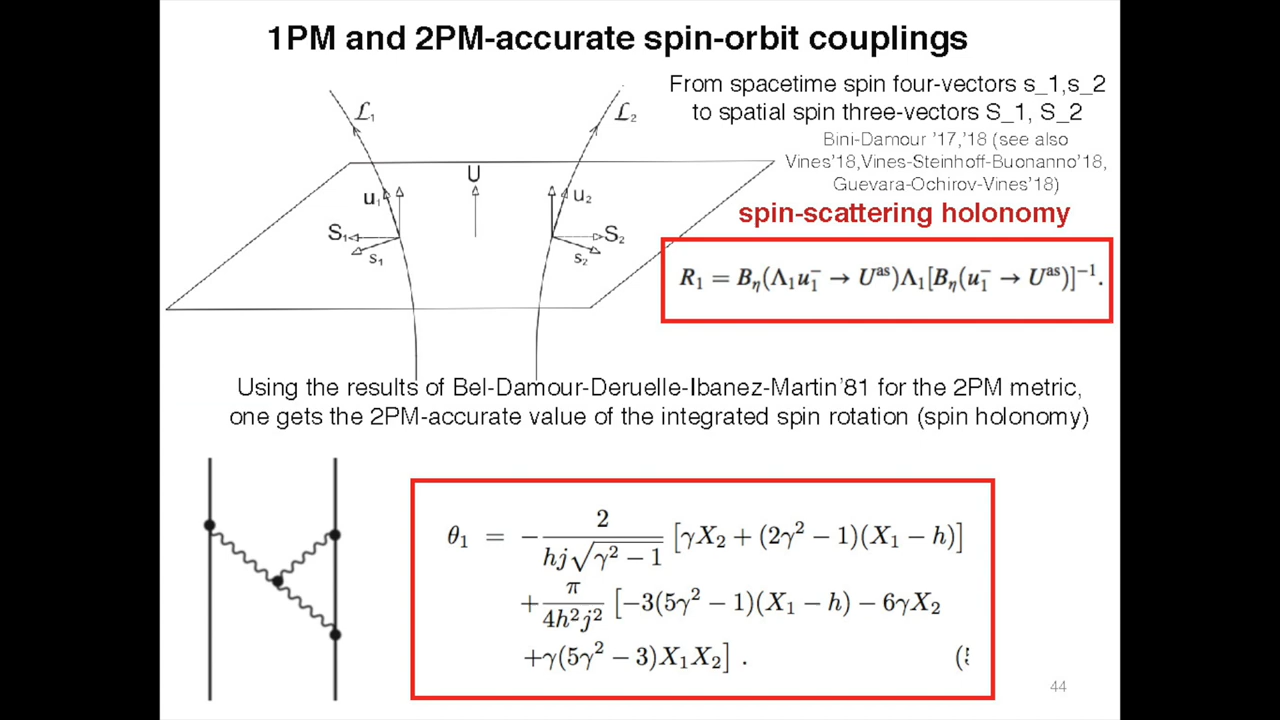 1PM and 2PM-accurate spin-orbit couplings
From spacetime spin four-vectors s_1,s_2
to spatial spin three-vectors S_1, S_2
Bini-Damour '17,'18 (see also
Vines'18,Vines-Steinhoff-Buonanno'18,
Guevara-Ochirov-Vines'18)
spin-scattering holonomy
R₁ = B_η(Λ₁u₁⁻ → U^as)Λ₁[B_η(u₁⁻ → U^as)]⁻¹.
ℒ₁
ℒ₂
U
u₁
u₂
S₁
S₂
s₁
s₂
Using the results of Bel-Damour-Deruelle-Ibanez-Martin'81 for the 2PM metric,
one gets the 2PM-accurate value of the integrated spin rotation (spin holonomy)
θ₁ = −2/(hj√(γ² − 1)) [γX₂ + (2γ² − 1)(X₁ − h)]
+π/(4h²j²) [−3(5γ² − 1)(X₁ − h) − 6γX₂
+γ(5γ² − 3)X₁X₂] .
44